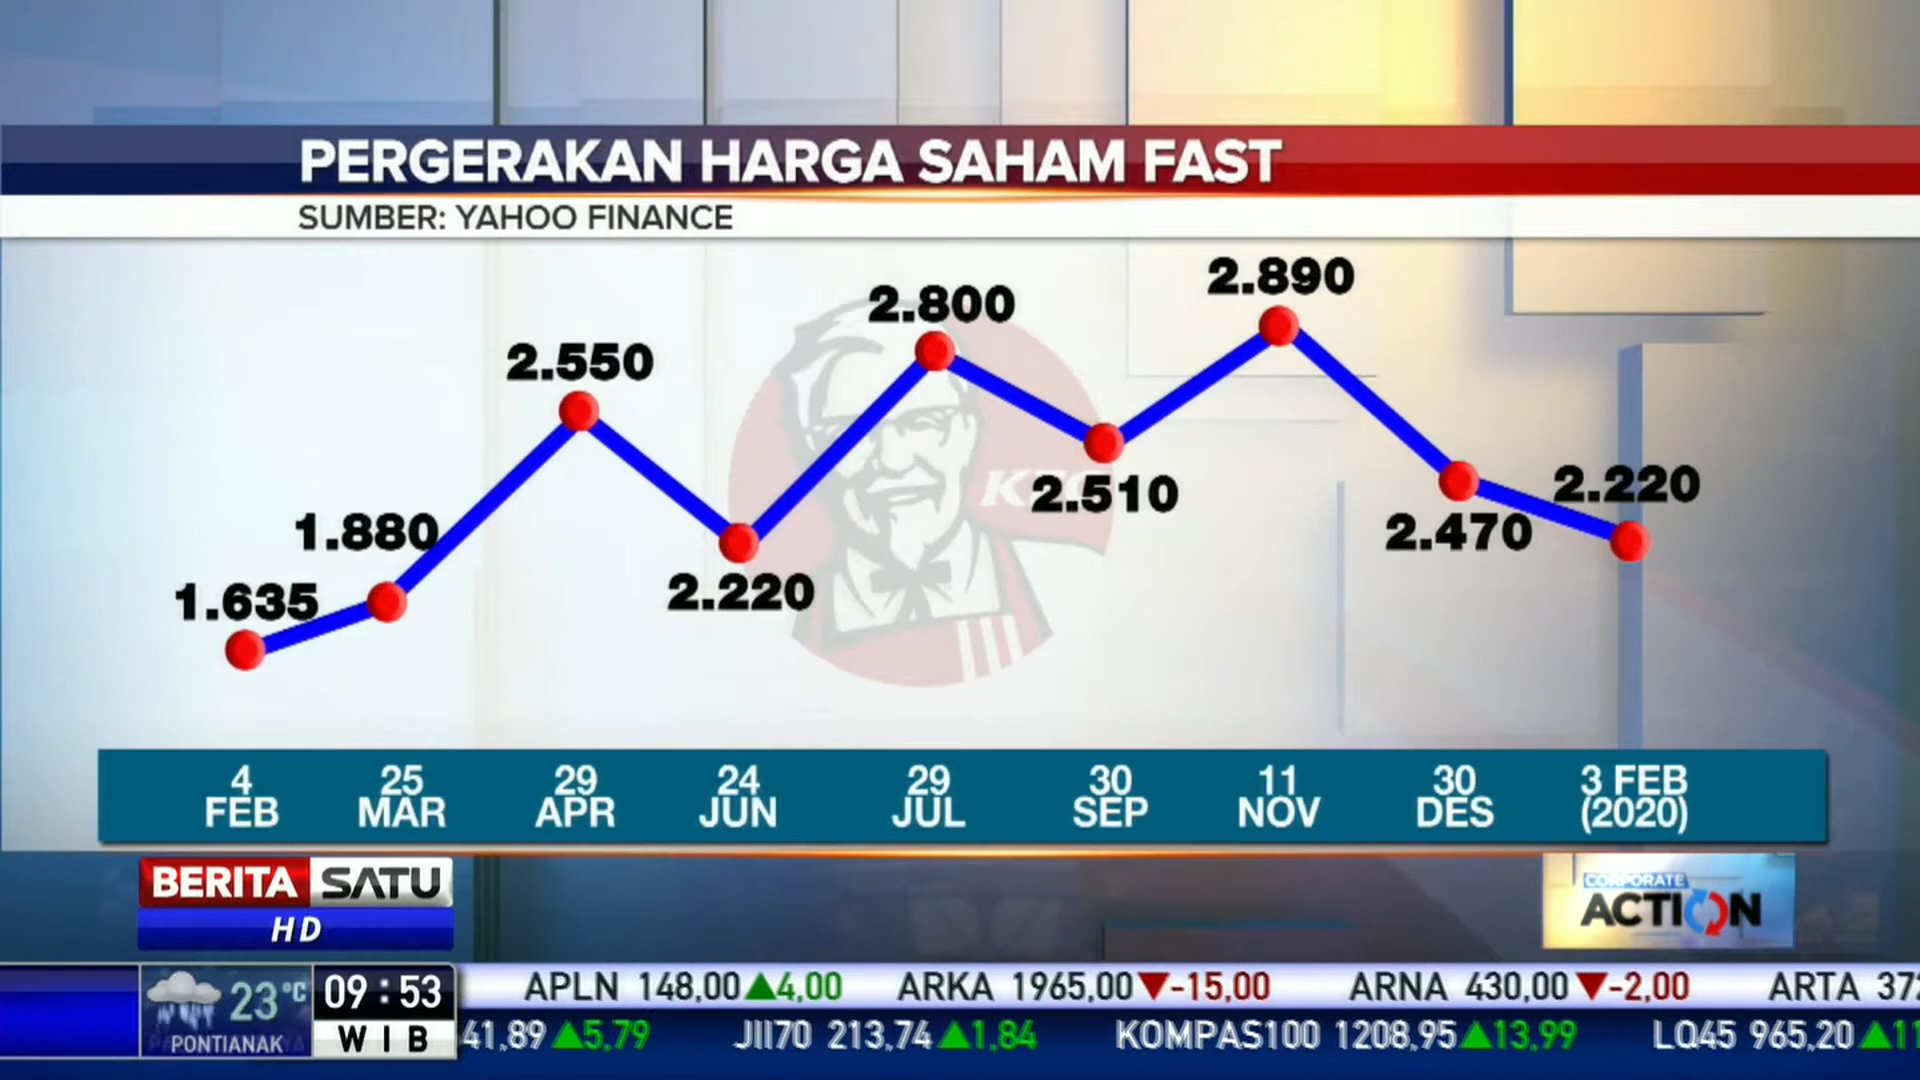 PERGERAKAN HARGA SAHAM FAST
SUMBER: YAHOO FINANCE
1.635
1.880
2.550
2.220
2.800
2.510
2.890
2.470
2.220
4 FEB
25 MAR
29 APR
24 JUN
29 JUL
30 SEP
11 NOV
30 DES
3 FEB (2020)
BERITA SATU
HD
CORPORATE
ACTION
23°C
PONTIANAK
09:53
WIB
APLN 148,00▲4,00 ARKA 1965,00▼-15,00 ARNA 430,00▼-2,00 ARTA
41,89▲5,79 JII70 213,74▲1,84 KOMPAS100 1208,95▲13,99 LQ45 965,20▲